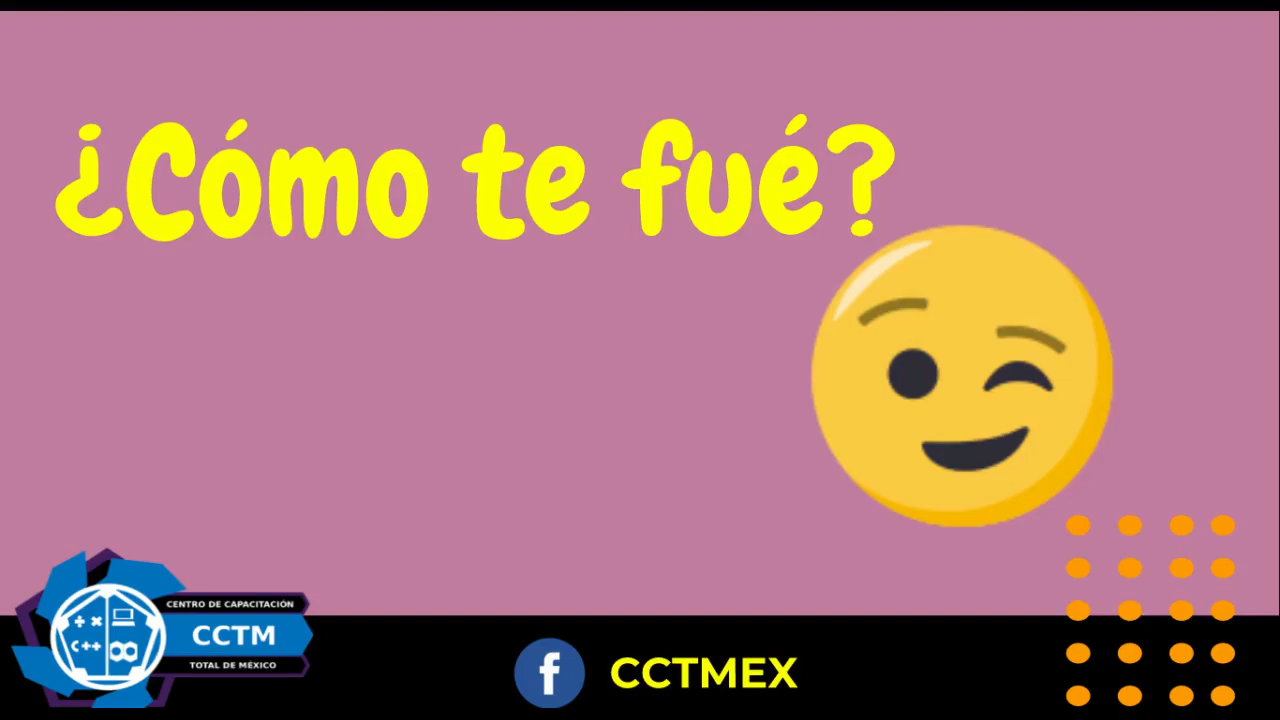 ¿Cómo te fué?
CENTRO DE CAPACITACIÓN
CCTM
TOTAL DE MÉXICO
C++
f CCTMEX